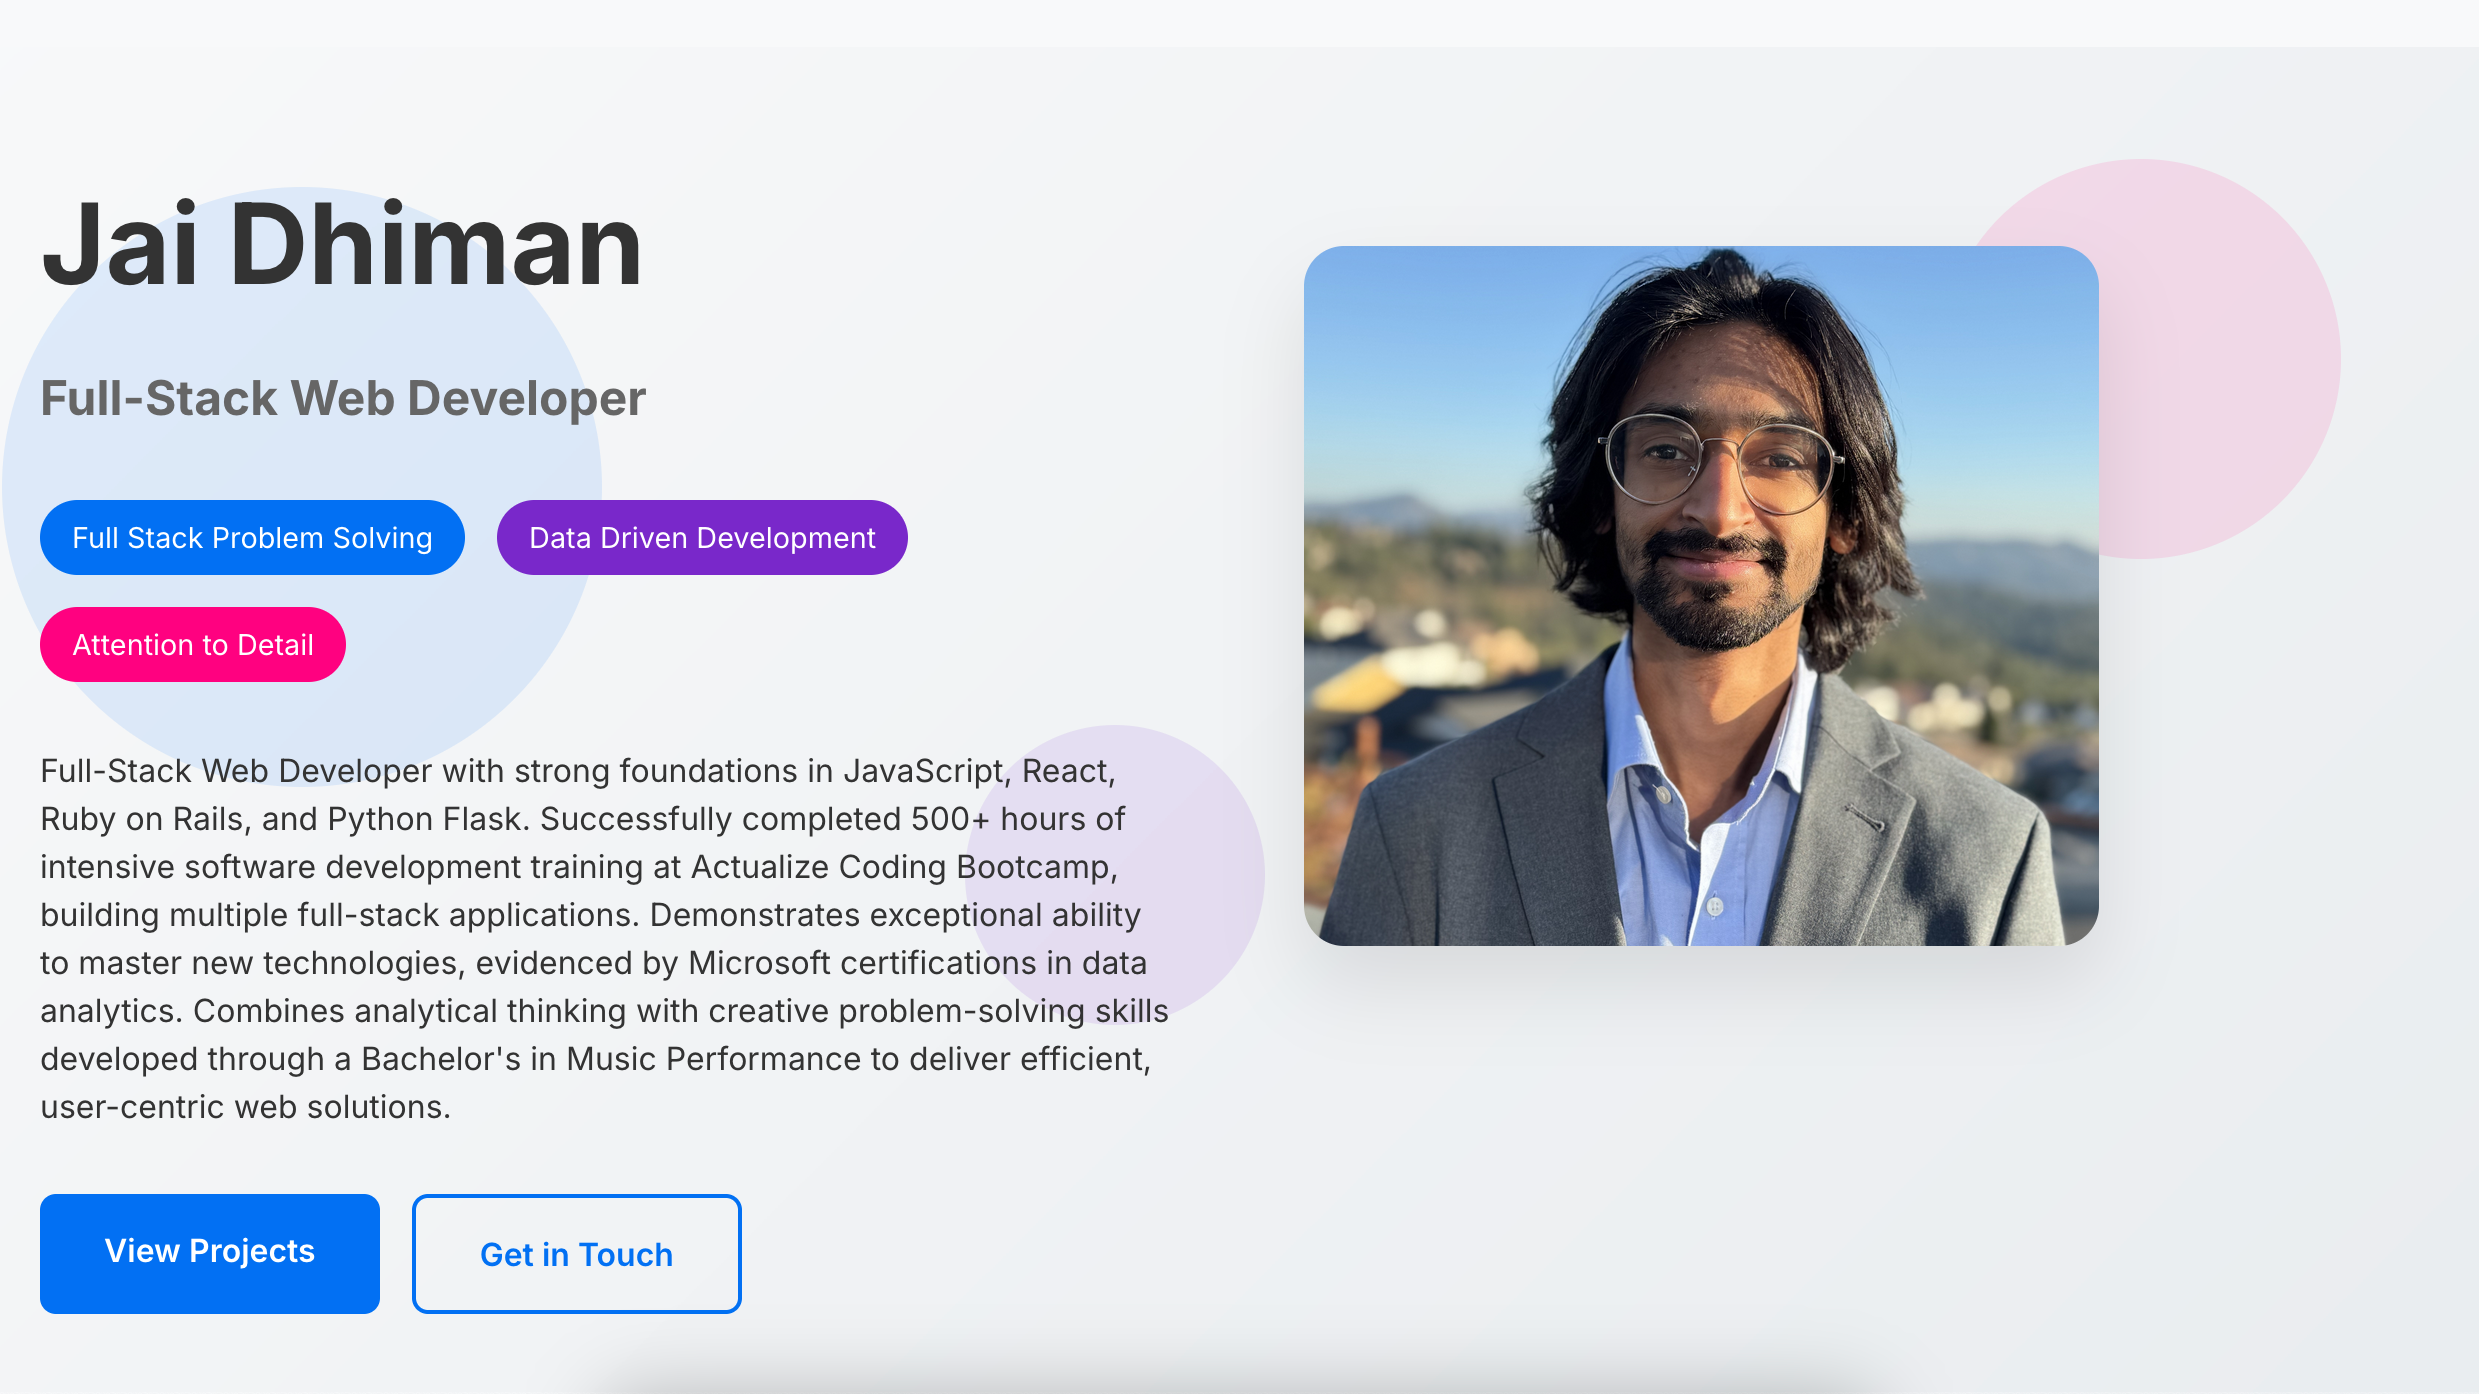 Jai Dhiman
Full-Stack Web Developer
Full Stack Problem Solving
Data Driven Development
Attention to Detail
Full-Stack Web Developer with strong foundations in JavaScript, React,
Ruby on Rails, and Python Flask. Successfully completed 500+ hours of
intensive software development training at Actualize Coding Bootcamp,
building multiple full-stack applications. Demonstrates exceptional ability
to master new technologies, evidenced by Microsoft certifications in data
analytics. Combines analytical thinking with creative problem-solving skills
developed through a Bachelor's in Music Performance to deliver efficient,
user-centric web solutions.
View Projects
Get in Touch